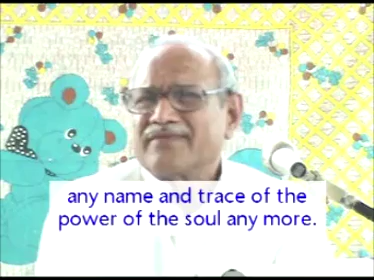 any name and trace of the
power of the soul any more.